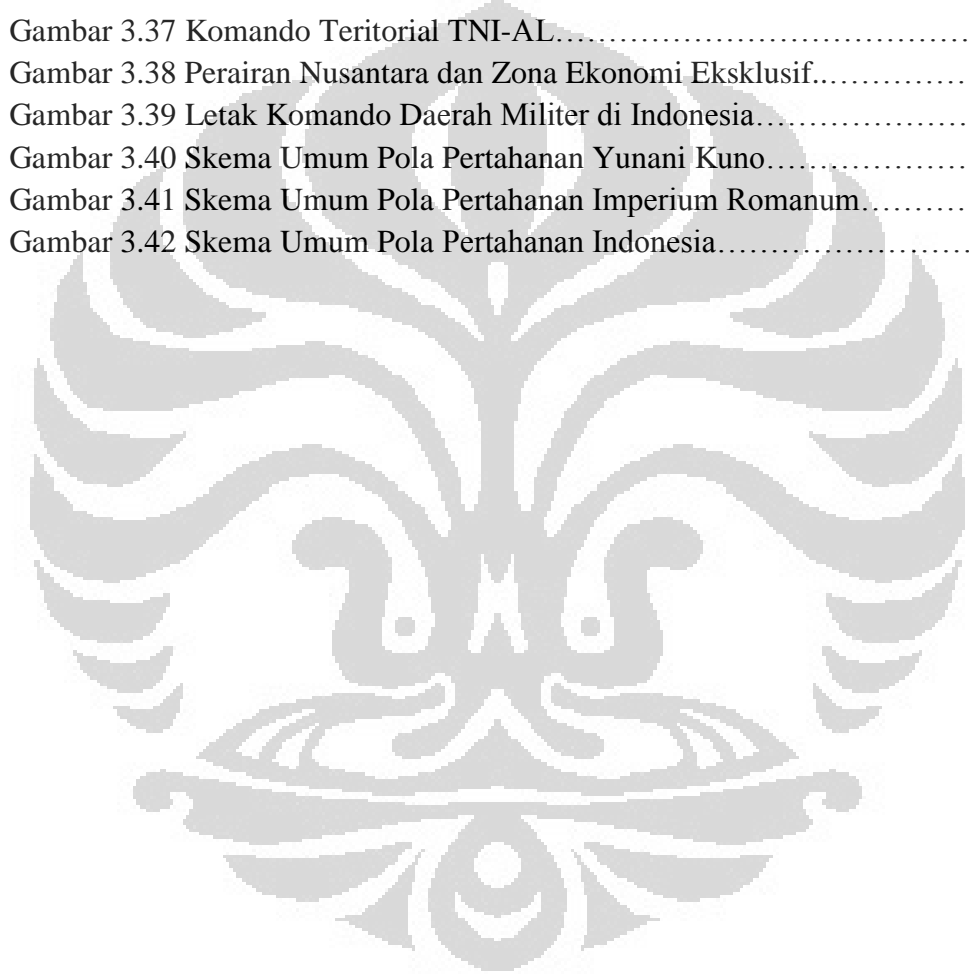 Gambar 3.37 Komando Teritorial TNI-AL………………………………….
Gambar 3.38 Perairan Nusantara dan Zona Ekonomi Eksklusif..……………
Gambar 3.39 Letak Komando Daerah Militer di Indonesia…………………
Gambar 3.40 Skema Umum Pola Pertahanan Yunani Kuno…………………
Gambar 3.41 Skema Umum Pola Pertahanan Imperium Romanum…………
Gambar 3.42 Skema Umum Pola Pertahanan Indonesia………………………